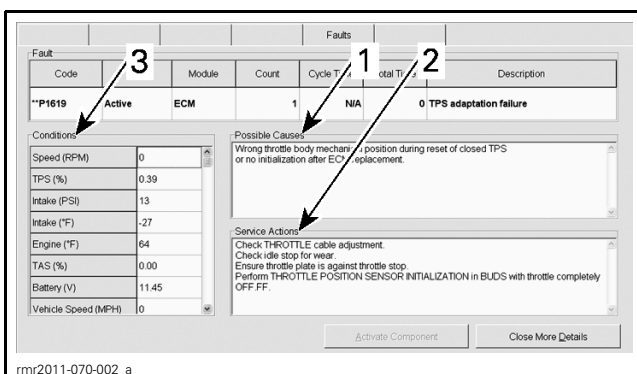 Faults
Fault
3
1
2
Code Module Count Description
**P1619 Active ECM 1 N/A 0 TPS adaptation failure
Conditions
Speed (RPM) 0
TPS (%) 0.39
Intake (PSI) 13
Intake (°F) -27
Engine (°F) 64
TAS (%) 0.00
Battery (V) 11.45
Vehicle Speed (MPH) 0
Possible Causes
Wrong throttle body mechanical position during reset of closed TPS
or no initialization after ECM replacement.
Service Actions
Check THROTTLE cable adjustment.
Check idle stop for wear.
Ensure throttle plate is against throttle stop.
Perform THROTTLE POSITION SENSOR INITIALIZATION in BUDS with throttle completely
OFF.FF.
Activate Component Close More Details
rmr2011-070-002_a